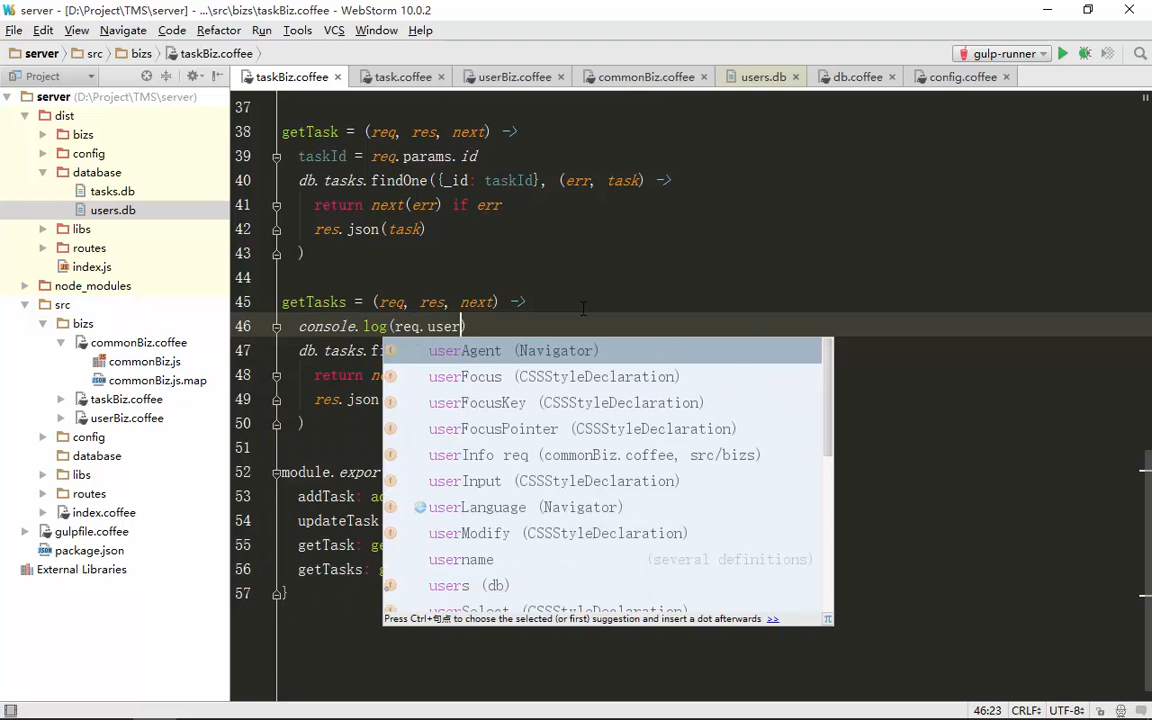 server - [D:\Project\TMS\server] - ...\src\bizs\taskBiz.coffee - WebStorm 10.0.2
File Edit View Navigate Code Refactor Run Tools VCS Window Help
server src bizs taskBiz.coffee gulp-runner
Project taskBiz.coffee task.coffee userBiz.coffee commonBiz.coffee users.db db.coffee config.coffee
server D:\Project\TMS\server)
dist
bizs
config
database
tasks.db
users.db
libs
routes
index.js
node_modules
src
bizs
commonBiz.coffee
commonBiz.js
commonBiz.js.map
taskBiz.coffee
userBiz.coffee
config
database
libs
routes
index.coffee
gulpfile.coffee
package.json
External Libraries
37
38 getTask = (req, res, next) ->
39 taskId = req.params.id
40 db.tasks.findOne({_id: taskId}, (err, task) ->
41 return next(err) if err
42 res.json(task)
43 )
44
45 getTasks = (req, res, next) ->
46 console.log(req.user)
47 db.tasks.fi
48 return ne
49 res.json
50 )
51
52 module.expor
53 addTask: ad
54 updateTask
55 getTask: ge
56 getTasks: g
57 }
userAgent (Navigator)
userFocus (CSSStyleDeclaration)
userFocusKey (CSSStyleDeclaration)
userFocusPointer (CSSStyleDeclaration)
userInfo req (commonBiz.coffee, src/bizs)
userInput (CSSStyleDeclaration)
userLanguage (Navigator)
userModify (CSSStyleDeclaration)
username (several definitions)
users (db)
userSelect (CSSStyleDeclaration)
Press Ctrl+句点 to choose the selected (or first) suggestion and insert a dot afterwards >> π
46:23 CRLF UTF-8